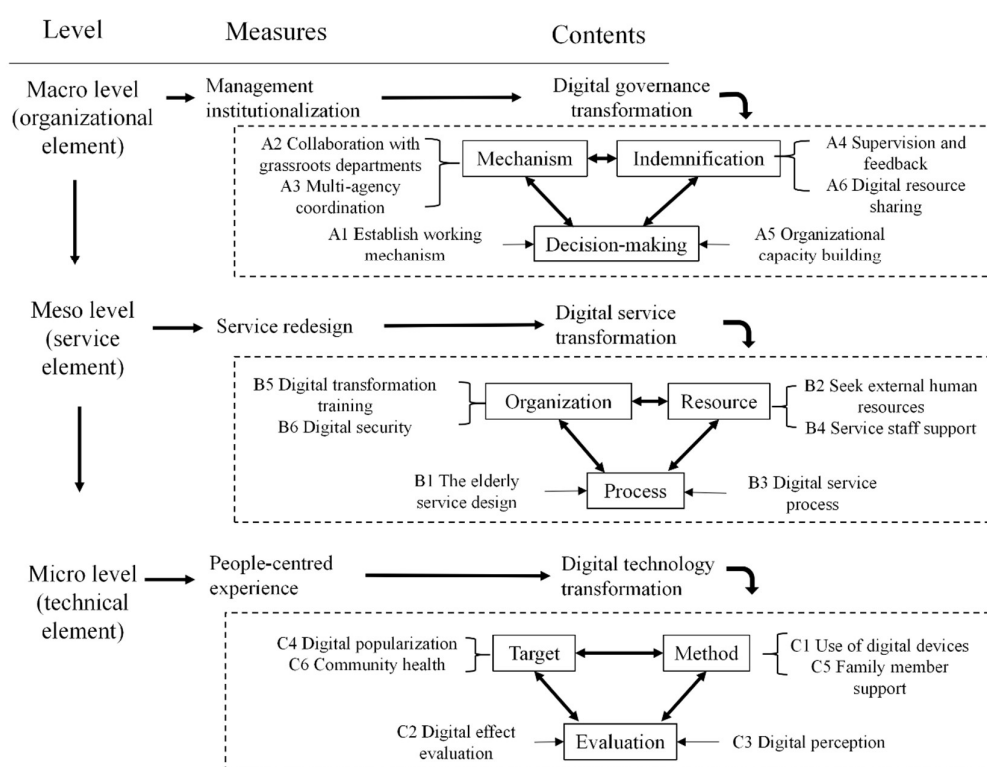 Level Measures Contents
Macro level
(organizational
element)
Management
institutionalization
Digital governance
transformation
A2 Collaboration with
grassroots departments
A3 Multi-agency
coordination
Mechanism
Indemnification
A4 Supervision and
feedback
A6 Digital resource
sharing
A1 Establish working
mechanism
Decision-making
A5 Organizational
capacity building
Meso level
(service
element)
Service redesign
Digital service
transformation
B5 Digital transformation
training
B6 Digital security
Organization
Resource
B2 Seek external human
resources
B4 Service staff support
B1 The elderly
service design
Process
B3 Digital service
process
Micro level
(technical
element)
People-centred
experience
Digital technology
transformation
C4 Digital popularization
C6 Community health
Target
Method
C1 Use of digital devices
C5 Family member
support
C2 Digital effect
evaluation
Evaluation
C3 Digital perception